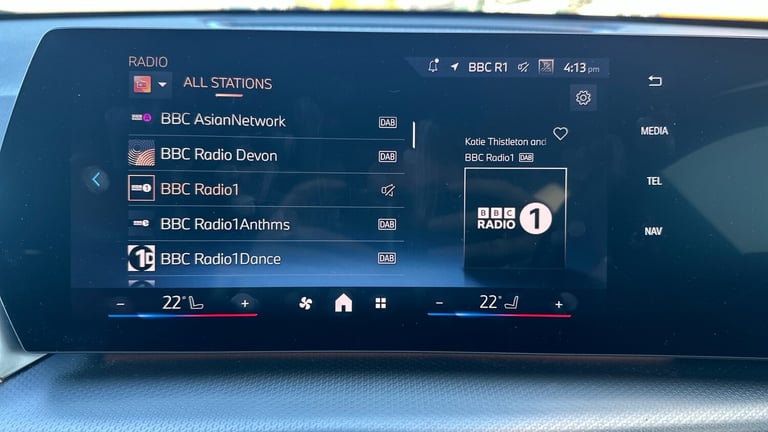 RADIO
BBC R1 4:13 pm
ALL STATIONS
BBC AsianNetwork DAB
BBC Radio Devon DAB
BBC Radio1
BBC Radio1Anthms DAB
BBC Radio1Dance DAB
Katie Thistleton and
BBC Radio1 DAB
BBC
RADIO 1
MEDIA
TEL
NAV
− 22° +
− 22° +